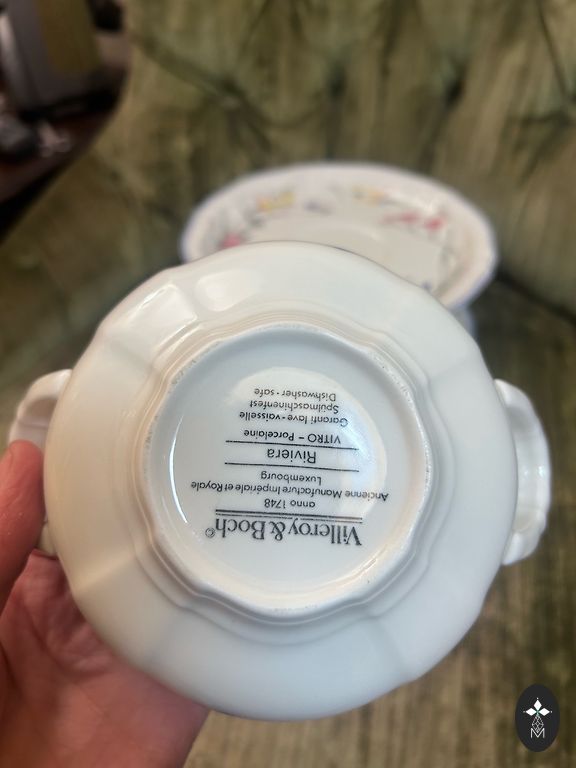 Villeroy & Boch©
anno 1748
Ancienne Manufacture Impériale et Royale
Luxembourg
Riviera
VITRO - Porcelaine
Garanti lave-vaisselle
Spülmaschinenfest
Dishwasher-safe
M